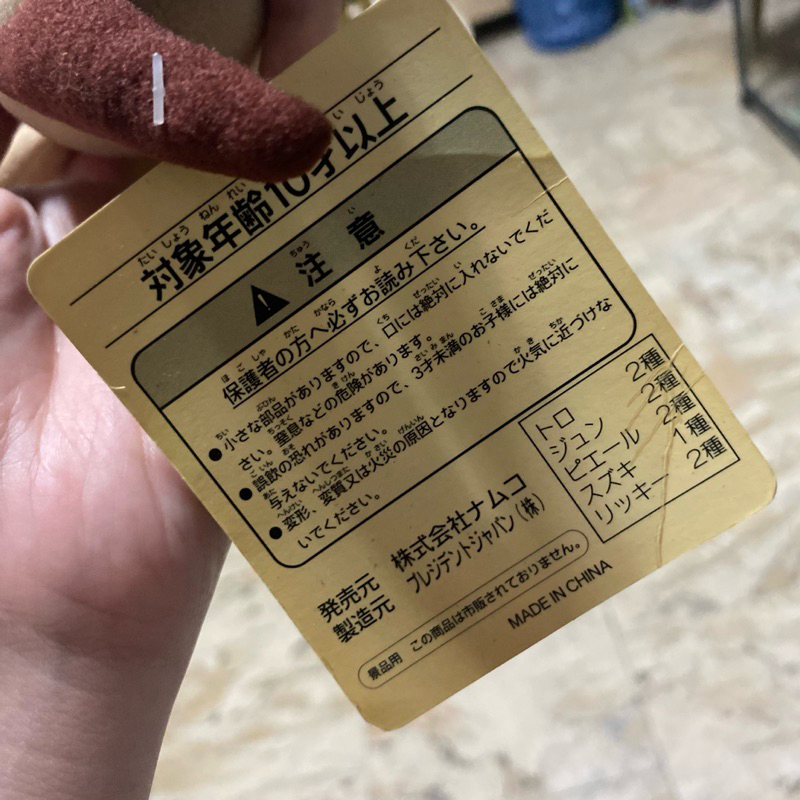 対象年齢10才以上
注意
保護者の方へ必ずお読み下さい。
●小さな部品がありますので、口には絶対に入れないでくだ
さい。窒息などの危険があります。
●誤飲の恐れがありますので、3才未満のお子様には絶対に
与えないでください。
●変形、変質又は火災の原因となりますので火気に近づけな
いでください。
トロ 2種
ジュン 2種
ピエール 2種
スズキ 1種
リッキー 2種
発売元 株式会社ナムコ
製造元 プレジデントジャパン(株)
景品用 この商品は市販されておりません。
MADE IN CHINA